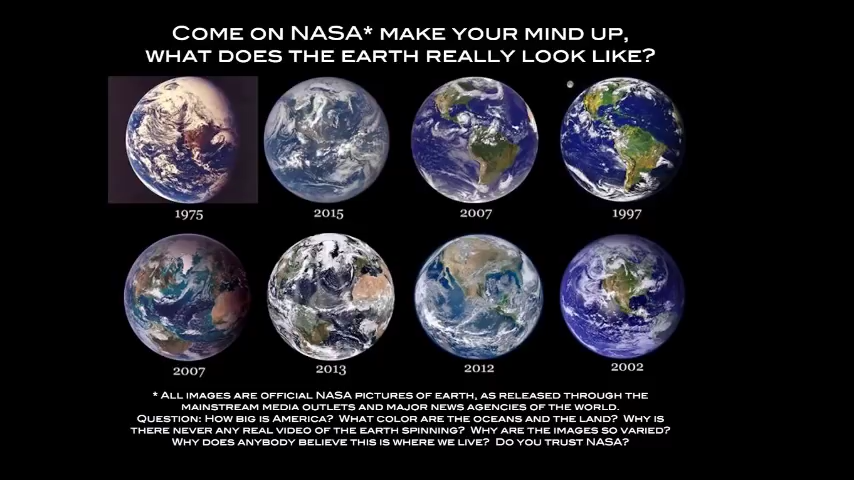 COME ON NASA* MAKE YOUR MIND UP,
WHAT DOES THE EARTH REALLY LOOK LIKE?
1975
2015
2007
1997
2007
2013
2012
2002
* ALL IMAGES ARE OFFICIAL NASA PICTURES OF EARTH, AS RELEASED THROUGH THE
MAINSTREAM MEDIA OUTLETS AND MAJOR NEWS AGENCIES OF THE WORLD.
QUESTION: HOW BIG IS AMERICA? WHAT COLOR ARE THE OCEANS AND THE LAND? WHY IS
THERE NEVER ANY REAL VIDEO OF THE EARTH SPINNING? WHY ARE THE IMAGES SO VARIED?
WHY DOES ANYBODY BELIEVE THIS IS WHERE WE LIVE? DO YOU TRUST NASA?